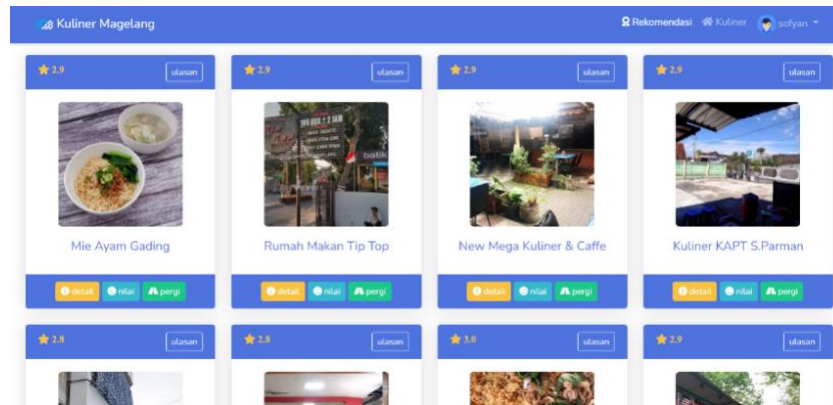 Kuliner Magelang
Rekomendasi Kuliner sofyan
2.9 ulasan 2.9 ulasan 2.9 ulasan 2.9 ulasan
batik
Mie Ayam Gading Rumah Makan Tip Top New Mega Kuliner & Caffe Kuliner KAPT S.Parman
detail nilai pergi detail nilai pergi detail nilai pergi detail nilai pergi
2.8 ulasan 2.8 ulasan 3.0 ulasan 2.9 ulasan